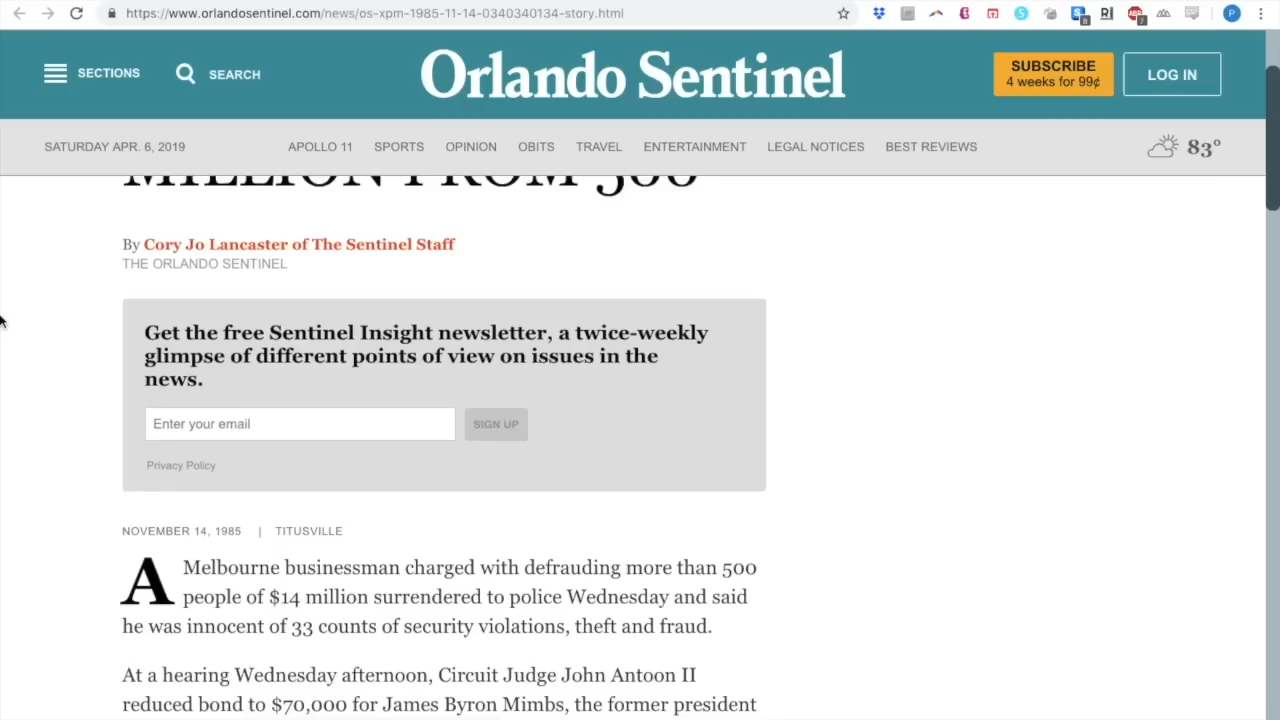 https://www.orlandosentinel.com/news/os-xpm-1985-11-14-0340340134-story.html
SECTIONS
SEARCH
Orlando Sentinel
SUBSCRIBE
4 weeks for 99¢
LOG IN
SATURDAY APR. 6, 2019
APOLLO 11
SPORTS
OPINION
OBITS
TRAVEL
ENTERTAINMENT
LEGAL NOTICES
BEST REVIEWS
83°
MILLION FROM 500
By Cory Jo Lancaster of The Sentinel Staff
THE ORLANDO SENTINEL
Get the free Sentinel Insight newsletter, a twice-weekly
glimpse of different points of view on issues in the
news.
Enter your email
SIGN UP
Privacy Policy
NOVEMBER 14, 1985 | TITUSVILLE
A Melbourne businessman charged with defrauding more than 500
people of $14 million surrendered to police Wednesday and said
he was innocent of 33 counts of security violations, theft and fraud.
At a hearing Wednesday afternoon, Circuit Judge John Antoon II
reduced bond to $70,000 for James Byron Mimbs, the former president